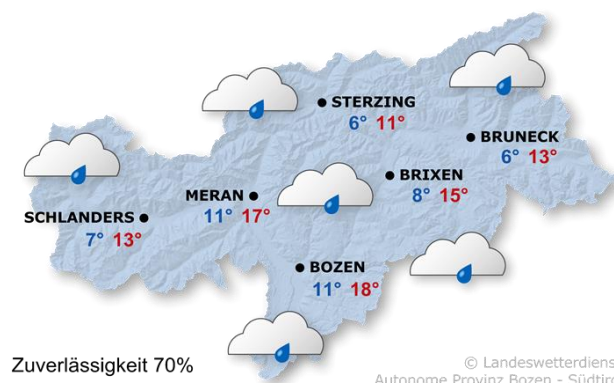 STERZING
6° 11°
BRUNECK
6° 13°
BRIXEN
8° 15°
MERAN
11° 17°
SCHLANDERS
7° 13°
BOZEN
11° 18°
Zuverlässigkeit 70%
© Landeswetterdiens
Autonome Provinz Bozen - Südtiro